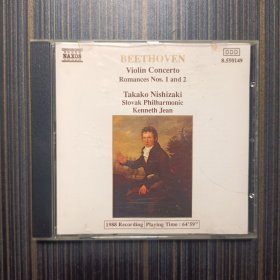 NAXOS
DDD
8.550149
BEETHOVEN
Violin Concerto
Romances Nos. 1 and 2
Takako Nishizaki
Slovak Philharmonic
Kenneth Jean
1988 Recording | Playing Time : 64'59"